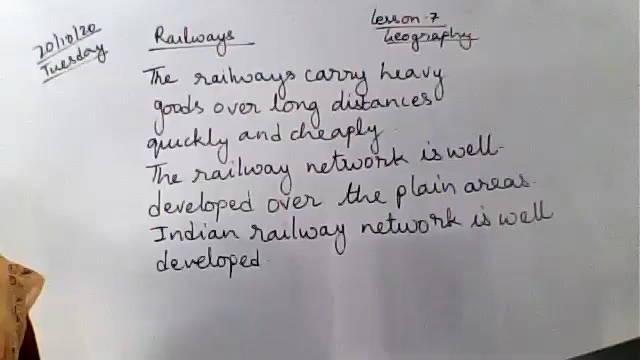 20/10/20
Tuesday
Railways
Lesson-7
Geography
The railways carry heavy
goods over long distances
quickly and cheaply.
The railway network is well-
developed over the plain areas.
Indian railway network is well
developed.